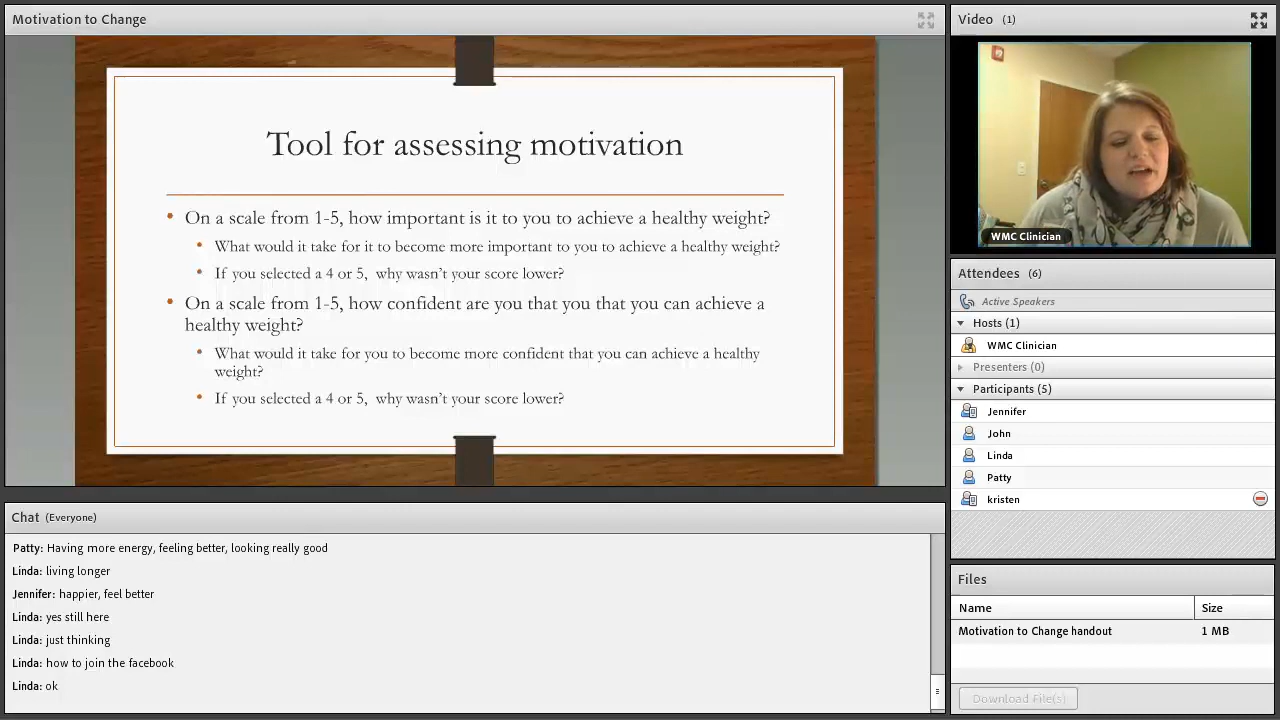 Motivation to Change
Tool for assessing motivation
• On a scale from 1-5, how important is it to you to achieve a healthy weight?
• What would it take for it to become more important to you to achieve a healthy weight?
• If you selected a 4 or 5, why wasn't your score lower?
• On a scale from 1-5, how confident are you that you that you can achieve a
healthy weight?
• What would it take for you to become more confident that you can achieve a healthy
weight?
• If you selected a 4 or 5, why wasn't your score lower?
Chat (Everyone)
Patty: Having more energy, feeling better, looking really good
Linda: living longer
Jennifer: happier, feel better
Linda: yes still here
Linda: just thinking
Linda: how to join the facebook
Linda: ok
Video (1)
WMC Clinician
Attendees (6)
Active Speakers
Hosts (1)
WMC Clinician
Presenters (0)
Participants (5)
Jennifer
John
Linda
Patty
kristen
Files
Name Size
Motivation to Change handout 1 MB
Download File(s)